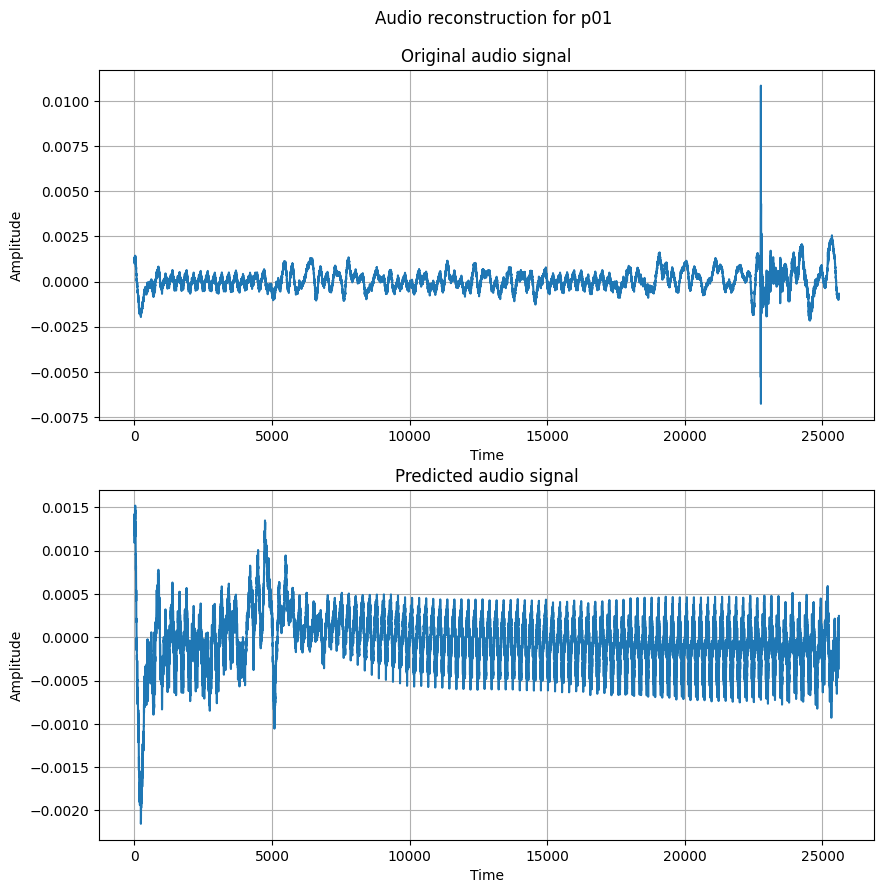 Audio reconstruction for p01
Original audio signal
0.0100
0.0075
0.0050
0.0025
0.0000
−0.0025
−0.0050
−0.0075
Amplitude
0 5000 10000 15000 20000 25000
Time
Predicted audio signal
0.0015
0.0010
0.0005
0.0000
−0.0005
−0.0010
−0.0015
−0.0020
Amplitude
0 5000 10000 15000 20000 25000
Time